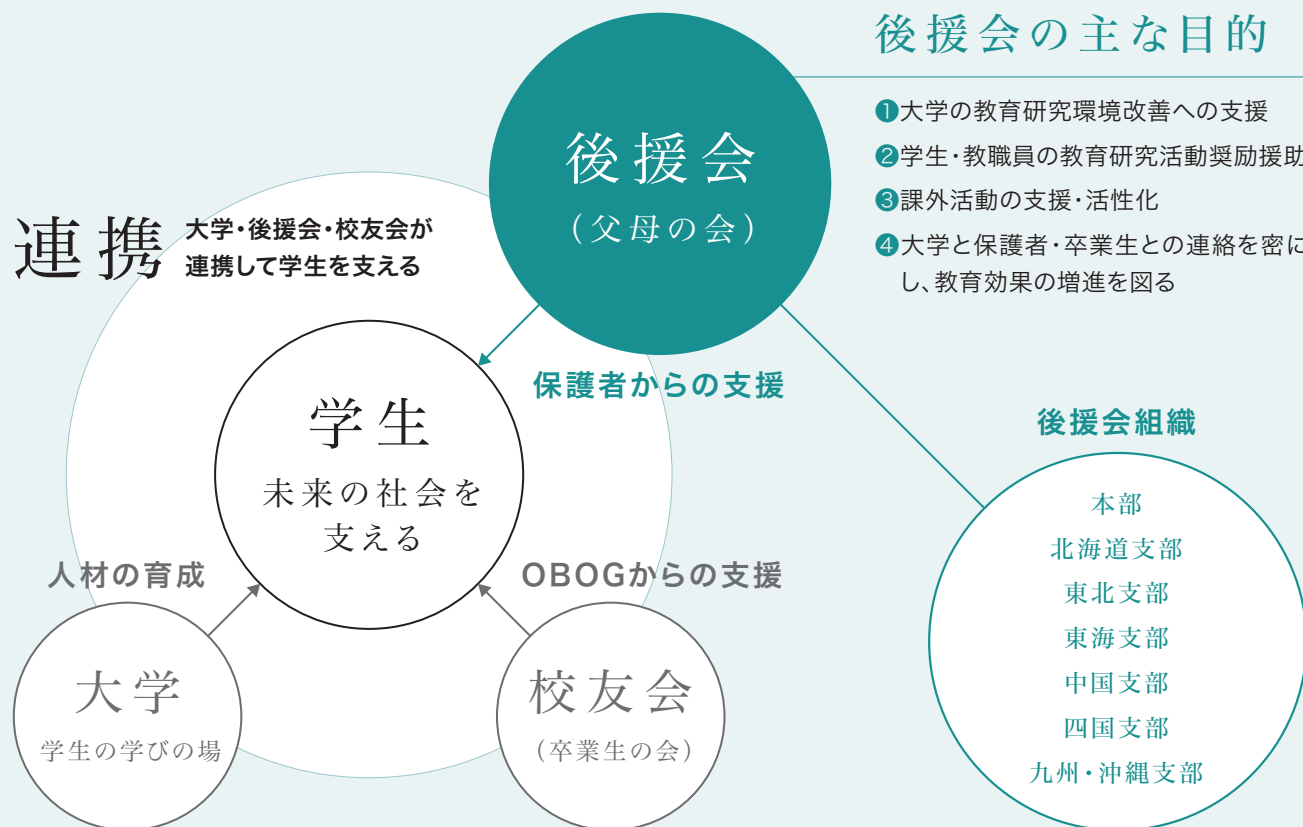 後援会の主な目的
❶大学の教育研究環境改善への支援
❷学生・教職員の教育研究活動奨励援助
❸課外活動の支援・活性化
❹大学と保護者・卒業生との連絡を密に
し、教育効果の増進を図る
後援会
（父母の会）
連携
大学・後援会・校友会が
連携して学生を支える
保護者からの支援
学生
未来の社会を
支える
人材の育成
OBOGからの支援
大学
学生の学びの場
校友会
（卒業生の会）
後援会組織
本部
北海道支部
東北支部
東海支部
中国支部
四国支部
九州・沖縄支部